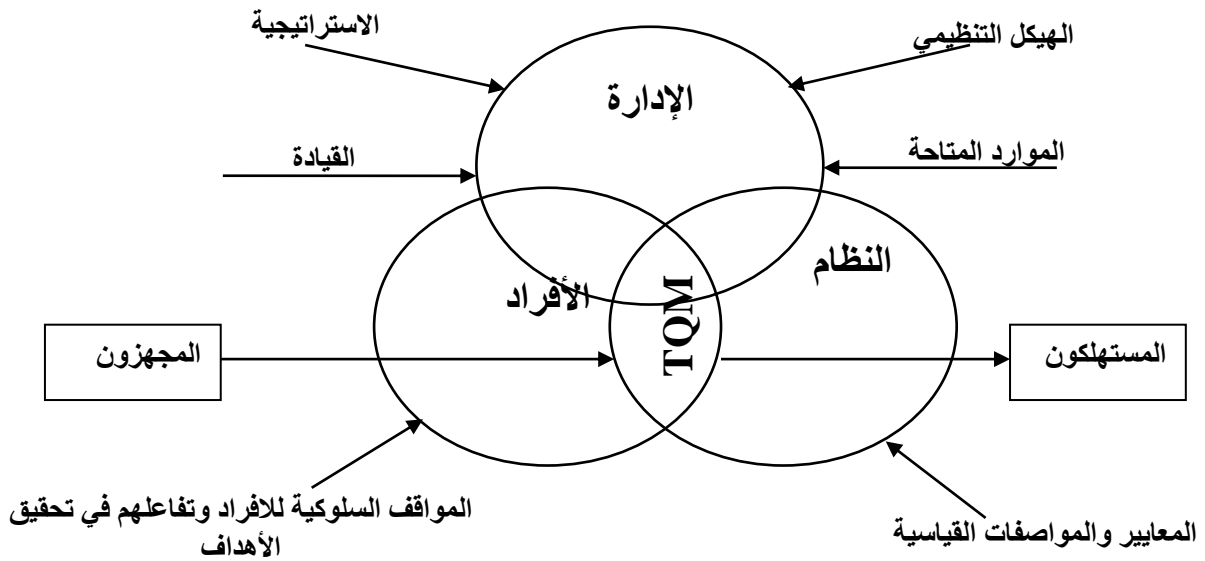 الاستراتيجية
الهيكل التنظيمي
الإدارة
القيادة
الموارد المتاحة
النظام
الأفراد
TQM
المجهزون
المستهلكون
المواقف السلوكية للافراد وتفاعلهم في تحقيق
الأهداف
المعايير والمواصفات القياسية